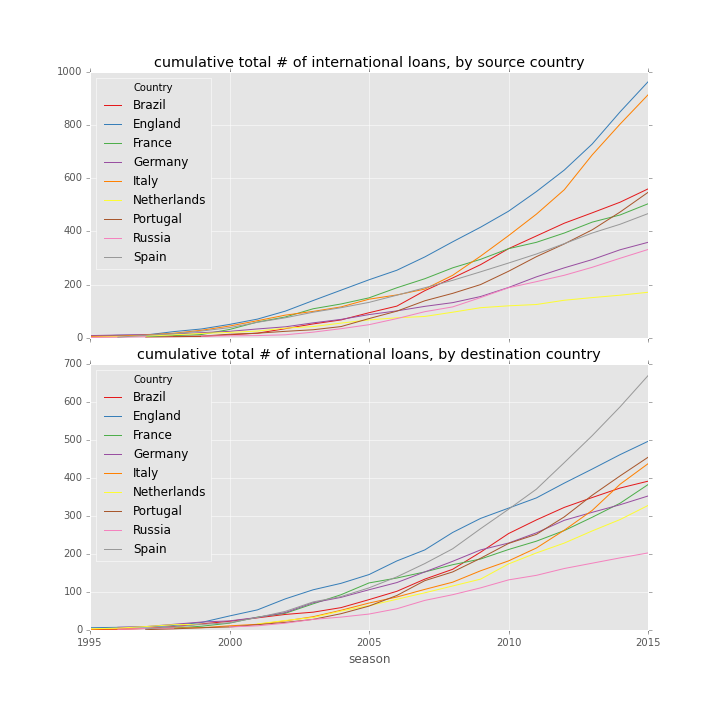 cumulative total # of international loans, by source country
1000
800
600
400
200
0
Country
Brazil
England
France
Germany
Italy
Netherlands
Portugal
Russia
Spain
cumulative total # of international loans, by destination country
700
600
500
400
300
200
100
0
Country
Brazil
England
France
Germany
Italy
Netherlands
Portugal
Russia
Spain
1995 2000 2005 2010 2015
season